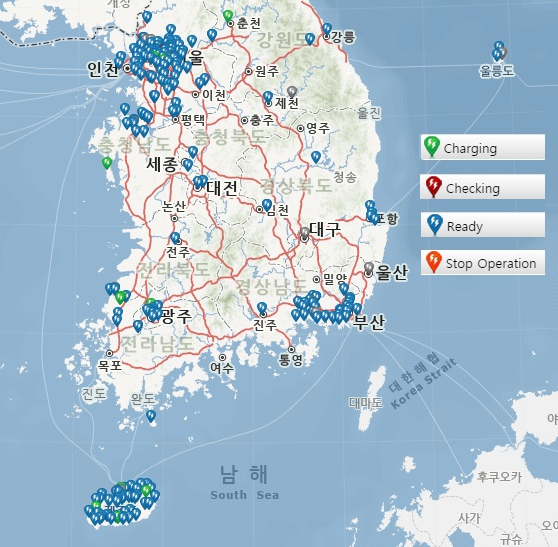 개성
춘천
강원도
강릉
인천
울
원주
울릉도
이천
제천
울진
평택
충주
충청북도
영주
충청남도
세종
청송
대전
경상북도
논산
김천
포항
대구
전주
전라북도
밀양
울산
경상남도
광주
진주
부산
전라남도
목포
여수
통영
진도
완도
대마도
대한해협
Korea Strait
남 해
South Sea
후쿠오카
사가
규슈
오이
야
Charging
Checking
Ready
Stop Operation